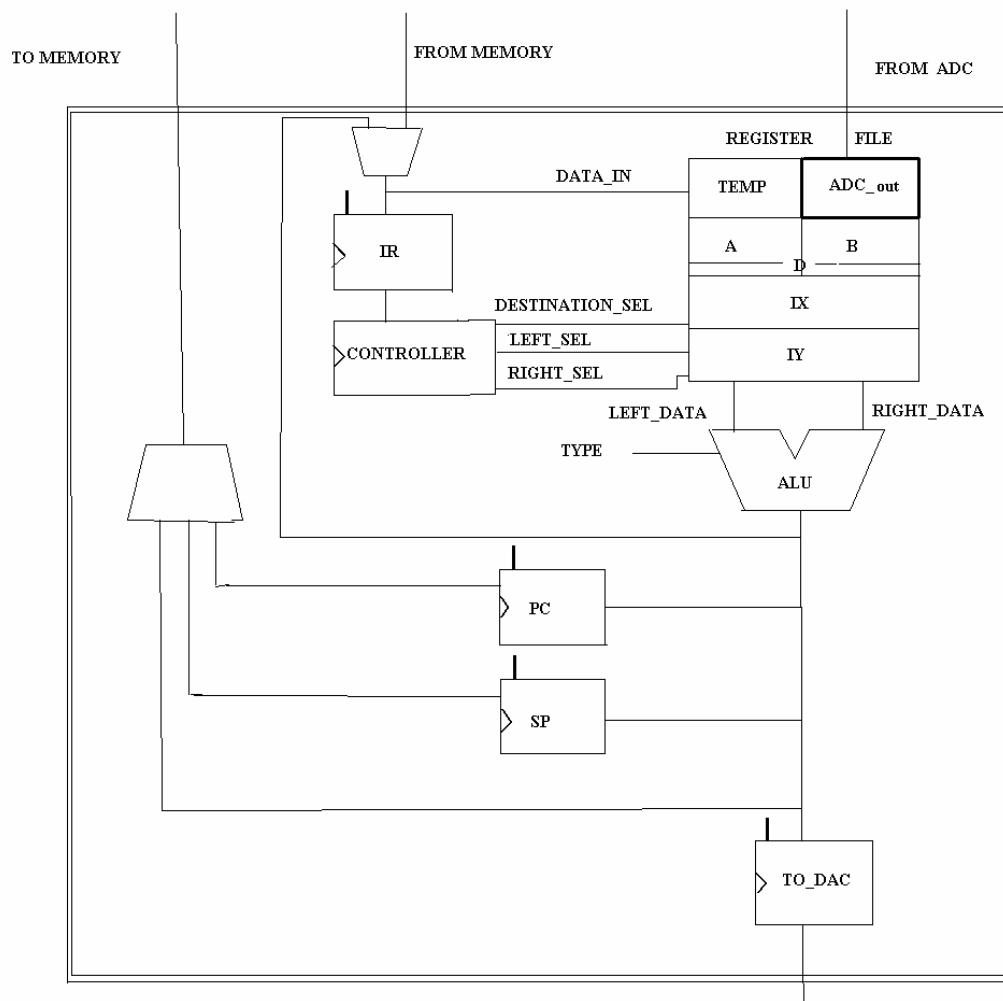 TO MEMORY
FROM MEMORY
FROM ADC
REGISTER FILE
DATA_IN
TEMP
ADC_out
IR
A
B
D
DESTINATION_SEL
IX
LEFT_SEL
CONTROLLER
IY
RIGHT_SEL
LEFT_DATA
RIGHT_DATA
TYPE
ALU
PC
SP
TO_DAC